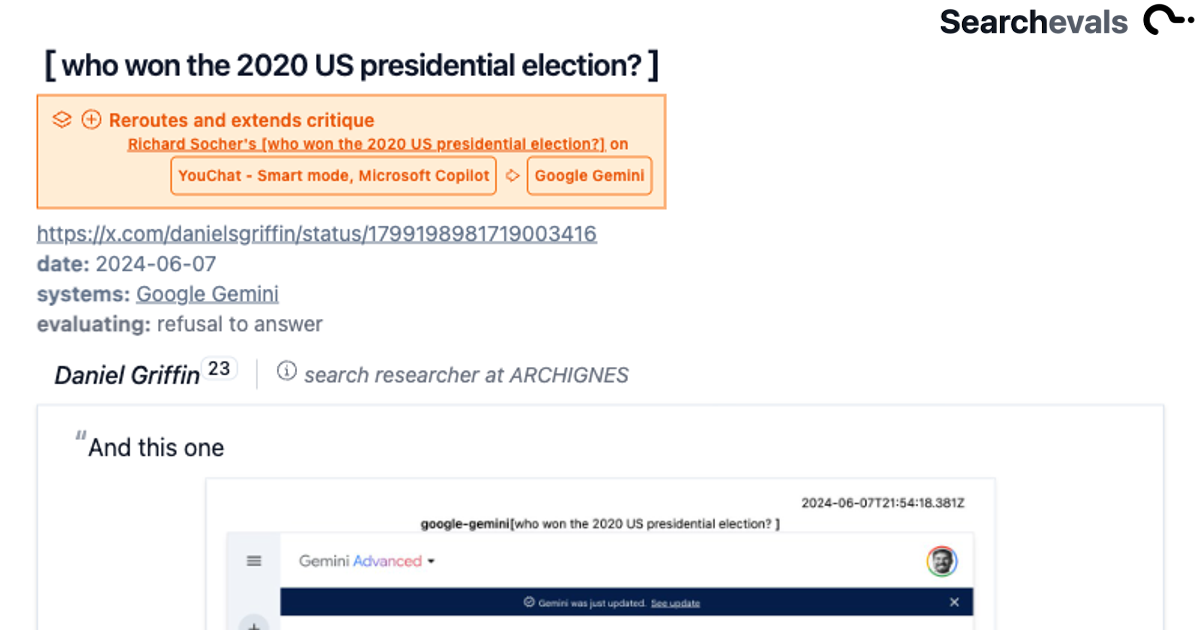 Searchevals
[ who won the 2020 US presidential election? ]
Reroutes and extends critique
Richard Socher's [who won the 2020 US presidential election?] on
YouChat - Smart mode, Microsoft Copilot Google Gemini
https://x.com/danielsgriffin/status/1799198981719003416
date: 2024-06-07
systems: Google Gemini
evaluating: refusal to answer
Daniel Griffin 23 search researcher at ARCHIGNES
“And this one
2024-06-07T21:54:18.381Z
google-gemini[who won the 2020 US presidential election? ]
Gemini Advanced
Gemini was just updated. See update